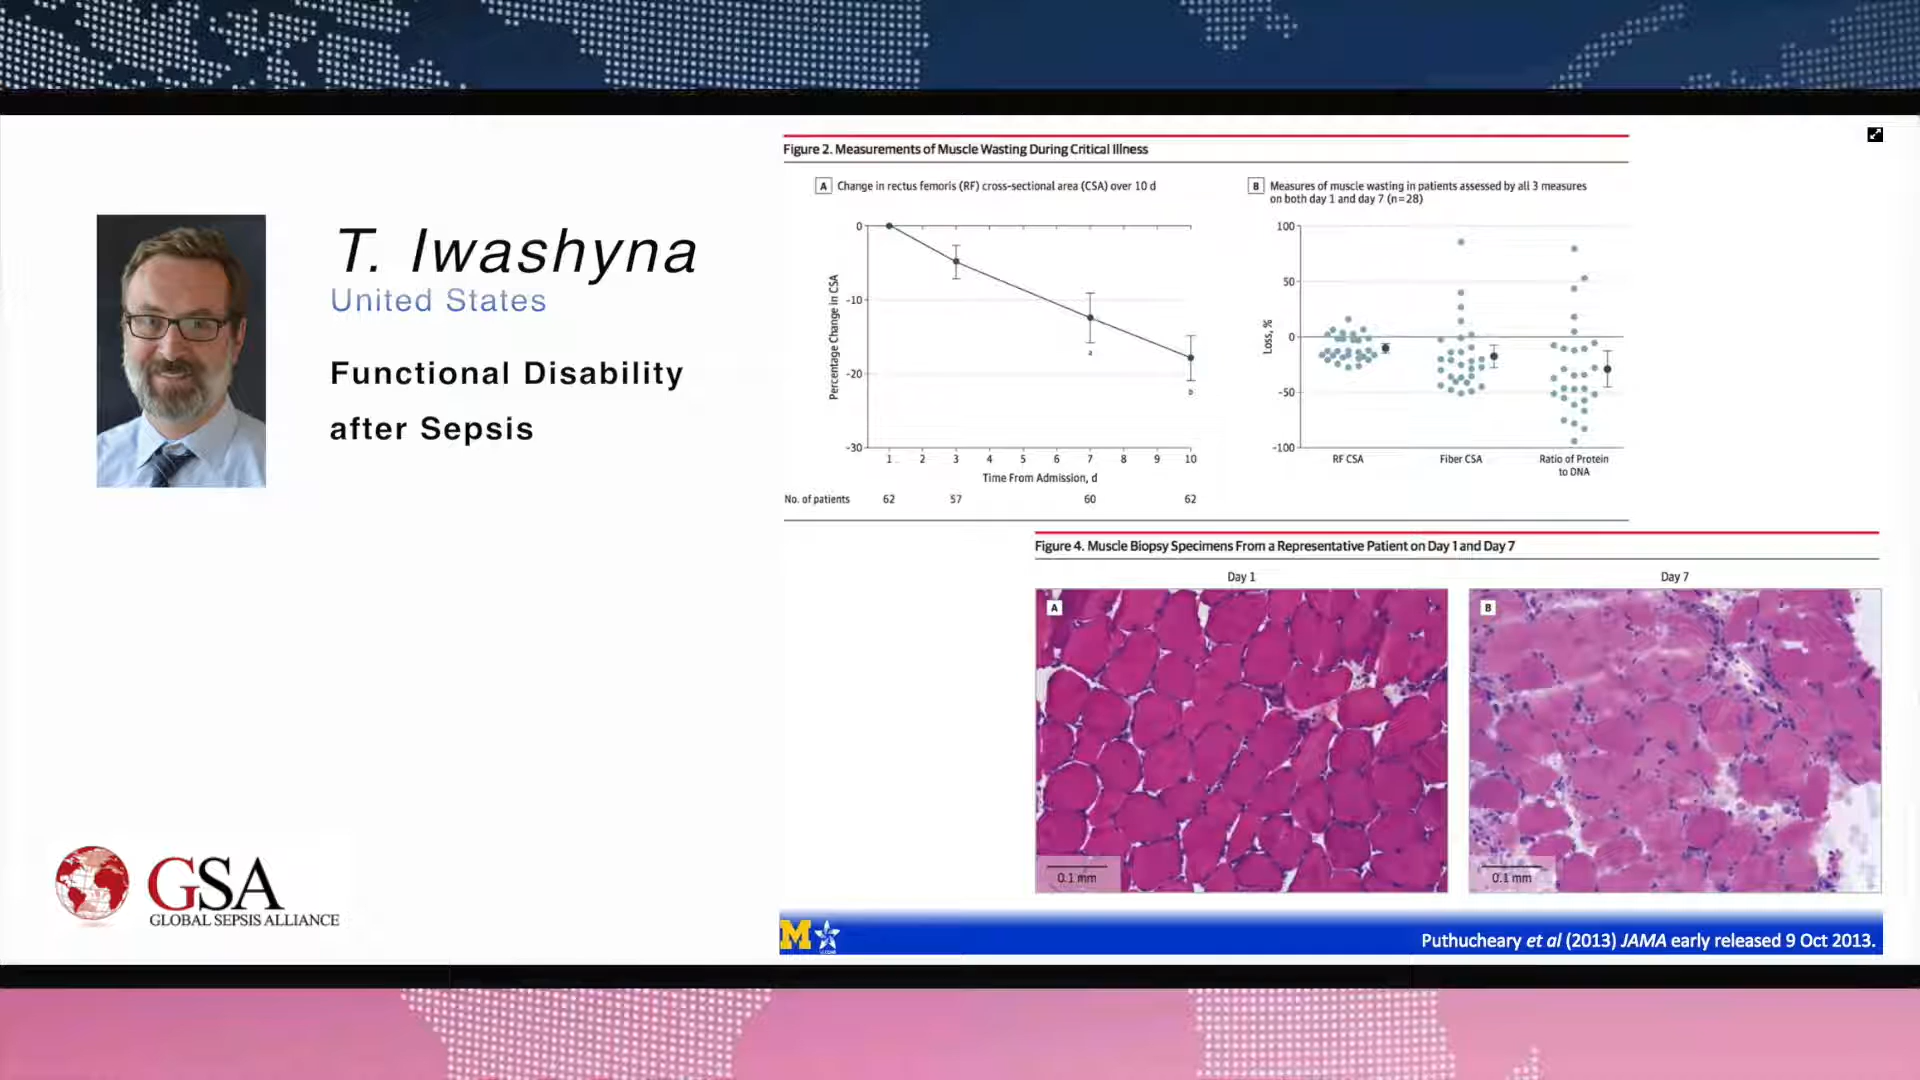 T. Iwashyna
United States
Functional Disability
after Sepsis
GSA
GLOBAL SEPSIS ALLIANCE
Figure 2. Measurements of Muscle Wasting During Critical Illness
A Change in rectus femoris (RF) cross-sectional area (CSA) over 10 d
Percentage Change in CSA
0
-10
-20
-30
a
b
1 2 3 4 5 6 7 8 9 10
Time From Admission, d
No. of patients 62 57 60 62
B Measures of muscle wasting in patients assessed by all 3 measures
on both day 1 and day 7 (n=28)
Loss, %
100
50
0
-50
-100
RF CSA Fiber CSA Ratio of Protein
to DNA
Figure 4. Muscle Biopsy Specimens From a Representative Patient on Day 1 and Day 7
Day 1 Day 7
A B
0.1 mm 0.1 mm
M
Puthucheary et al (2013) JAMA early released 9 Oct 2013.